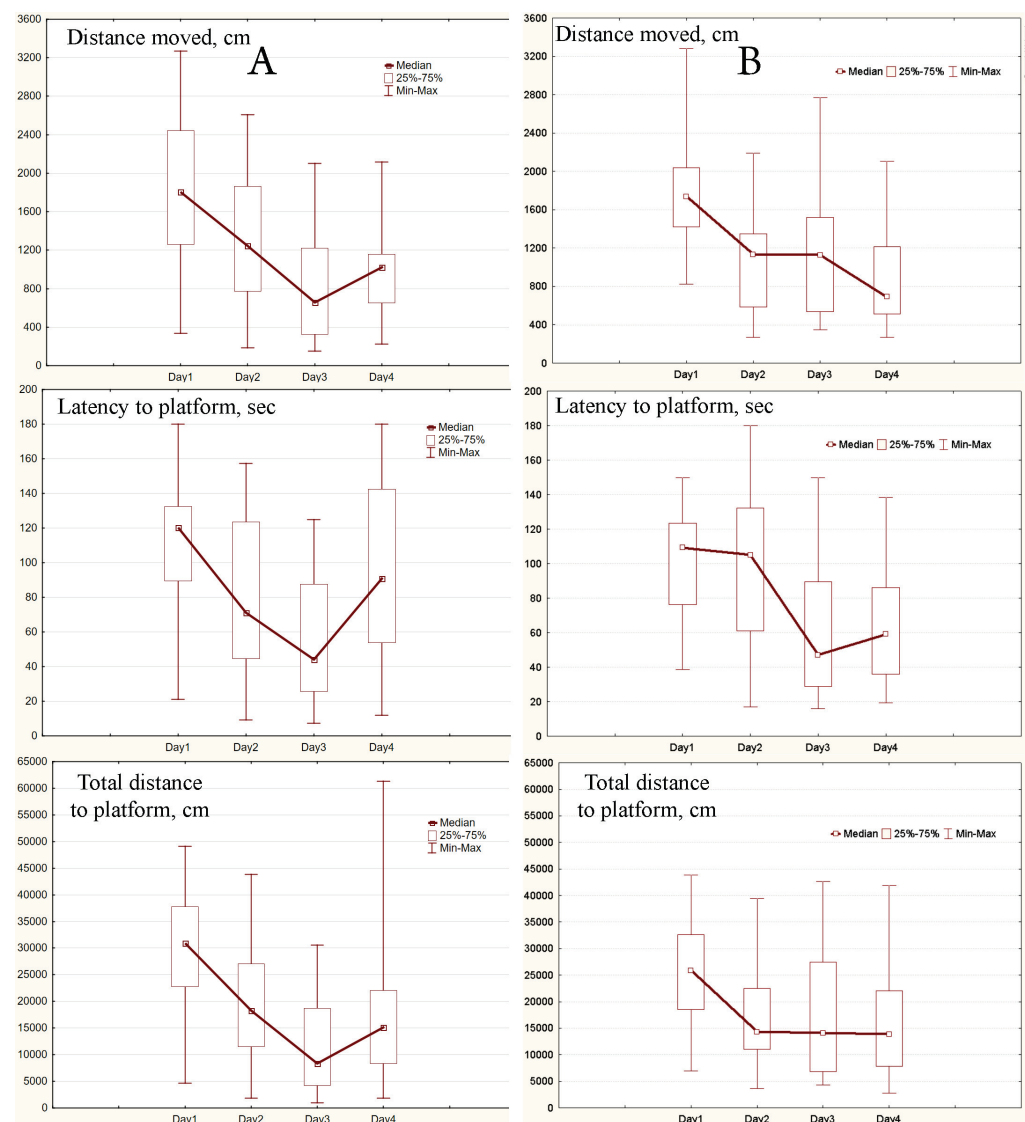 A
Distance moved, cm
Median
25%-75%
Min-Max
3600
3200
2800
2400
2000
1600
1200
800
400
0
Day1 Day2 Day3 Day4
B
Distance moved, cm
Median 25%-75% Min-Max
3600
3200
2800
2400
2000
1600
1200
800
400
0
Day1 Day2 Day3 Day4
Latency to platform, sec
Median
25%-75%
Min-Max
200
180
160
140
120
100
80
60
40
20
0
Day1 Day2 Day3 Day4
Latency to platform, sec
Median 25%-75% Min-Max
200
180
160
140
120
100
80
60
40
20
0
Day1 Day2 Day3 Day4
Total distance
to platform, cm
Median
25%-75%
Min-Max
65000
60000
55000
50000
45000
40000
35000
30000
25000
20000
15000
10000
5000
0
Day1 Day2 Day3 Day4
Total distance
to platform, cm
Median 25%-75% Min-Max
65000
60000
55000
50000
45000
40000
35000
30000
25000
20000
15000
10000
5000
0
Day1 Day2 Day3 Day4